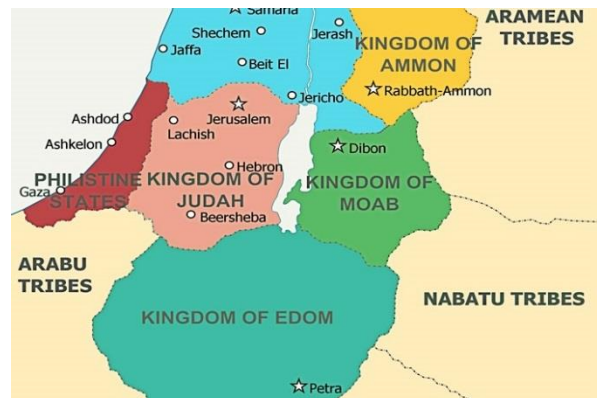 Samaria
ARAMEAN
TRIBES
Shechem
Jerash
KINGDOM OF
AMMON
Jaffa
Beit El
Rabbath-Ammon
Jericho
Ashdod
Jerusalem
Lachish
Ashkelon
Dibon
Hebron
PHILISTINE
STATES
KINGDOM OF
JUDAH
KINGDOM OF
MOAB
Gaza
Beersheba
ARABU
TRIBES
NABATU TRIBES
KINGDOM OF EDOM
Petra